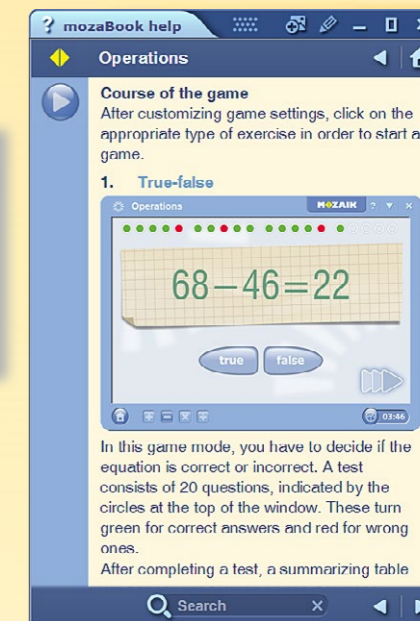 ? mozaBook help
Operations
Course of the game
After customizing game settings, click on the
appropriate type of exercise in order to start a
game.
1. True-false
Operations MOZAIK ?
68−46=22
true false
03:46
In this game mode, you have to decide if the
equation is correct or incorrect. A test
consists of 20 questions, indicated by the
circles at the top of the window. These turn
green for correct answers and red for wrong
ones.
After completing a test, a summarizing table
Search